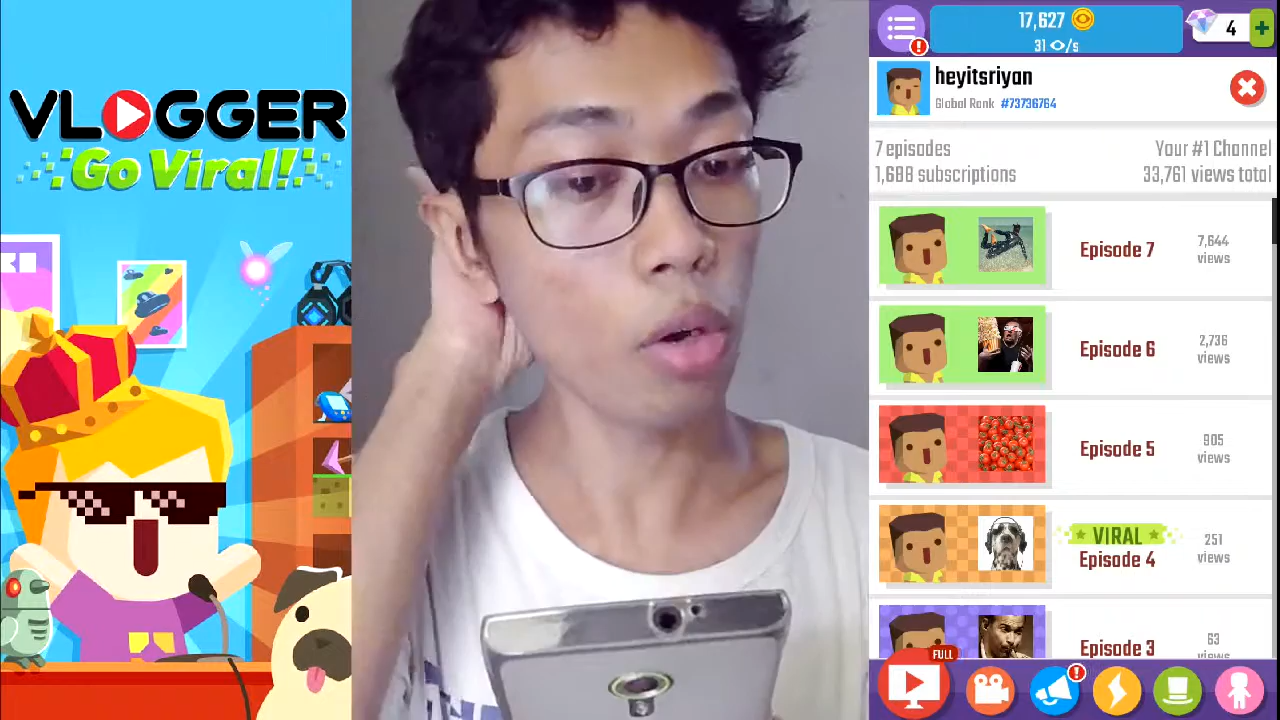 VLOGGER
Go Viral!
17,627
31 /s
4
heyitsriyan
Global Rank #73736764
7 episodes
Your #1 Channel
1,688 subscriptions
33,761 views total
Episode 7
7,644
views
Episode 6
2,736
views
Episode 5
905
views
VIRAL
Episode 4
251
views
Episode 3
63
views
FULL